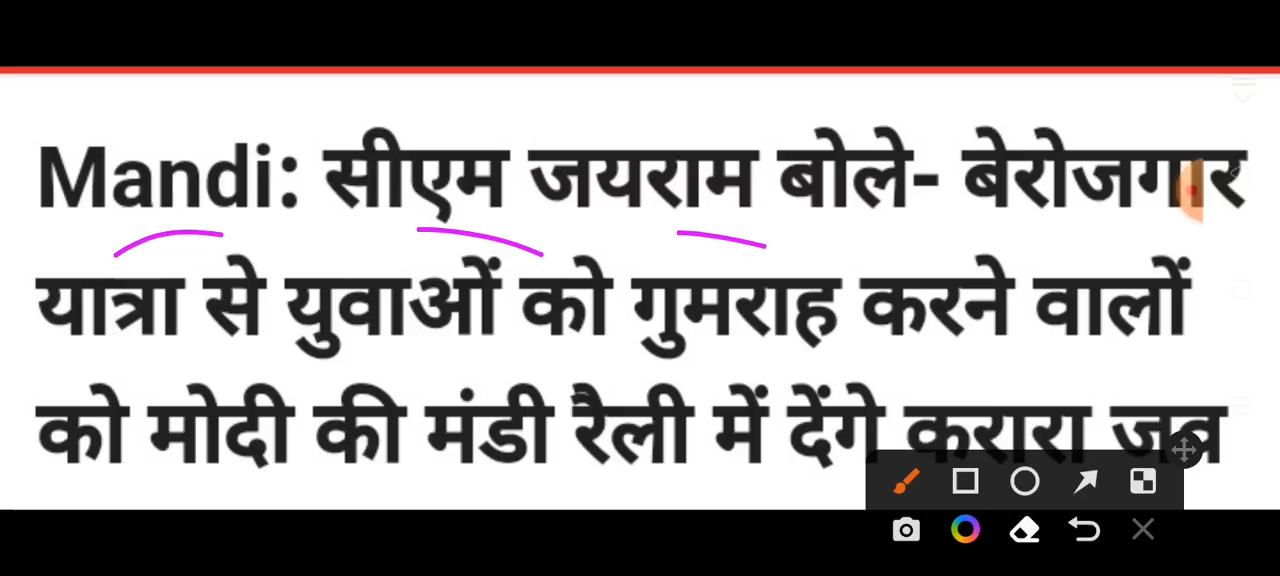 Mandi: सीएम जयराम बोले- बेरोजगार
यात्रा से युवाओं को गुमराह करने वालों
को मोदी की मंडी रैली में देंगे करारा